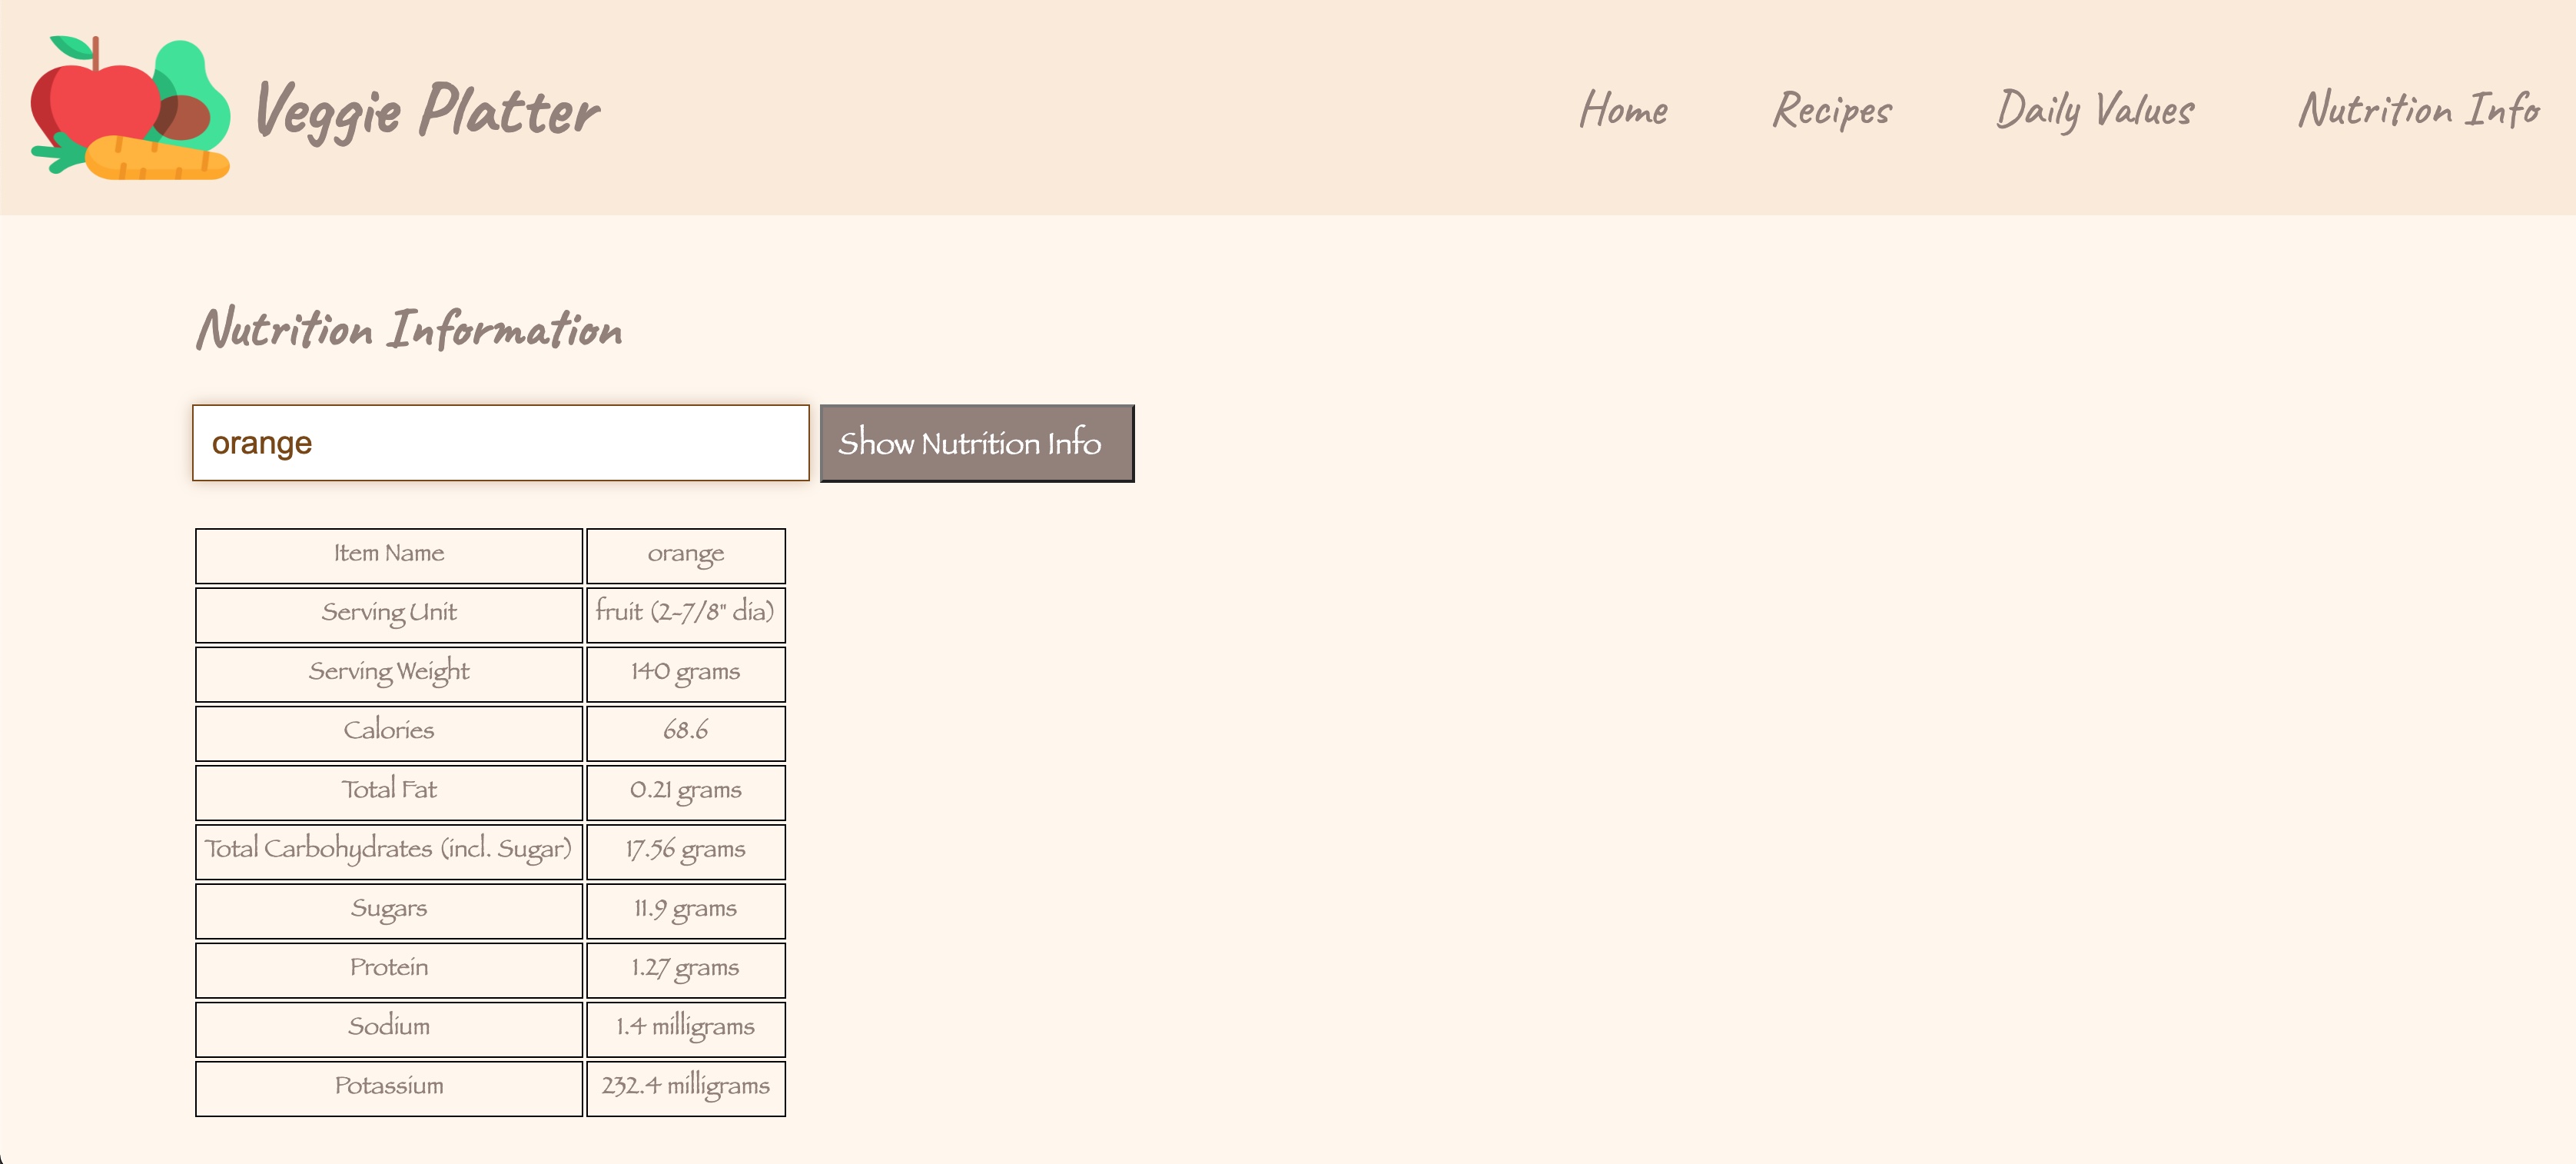 Veggie Platter
Home Recipes Daily Values Nutrition Info
Nutrition Information
orange Show Nutrition Info
Item Name orange
Serving Unit fruit (2-7/8" dia)
Serving Weight 140 grams
Calories 68.6
Total Fat 0.21 grams
Total Carbohydrates (incl. Sugar) 17.56 grams
Sugars 11.9 grams
Protein 1.27 grams
Sodium 1.4 milligrams
Potassium 232.4 milligrams